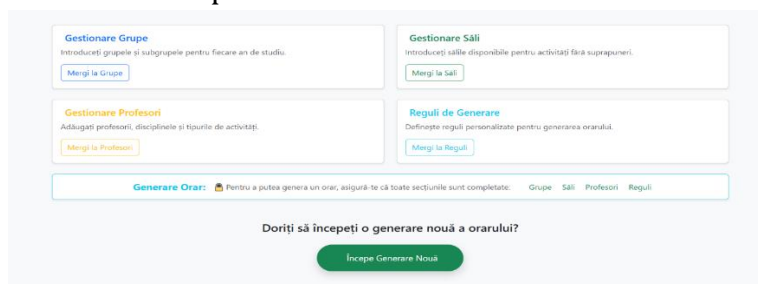 Gestionare Grupe
Introduceți grupele și subgrupele pentru fiecare an de studiu.
Mergi la Grupe
Gestionare Săli
Introduceți sălile disponibile pentru activități fără suprapuneri.
Mergi la Săli
Gestionare Profesori
Adăugați profesorii, disciplinele și tipurile de activități.
Mergi la Profesori
Reguli de Generare
Definește reguli personalizate pentru generarea orarului.
Mergi la Reguli
Generare Orar: Pentru a putea genera un orar, asigură-te că toate secțiunile sunt completate: Grupe Săli Profesori Reguli
Doriți să începeți o generare nouă a orarului?
Începe Generare Nouă